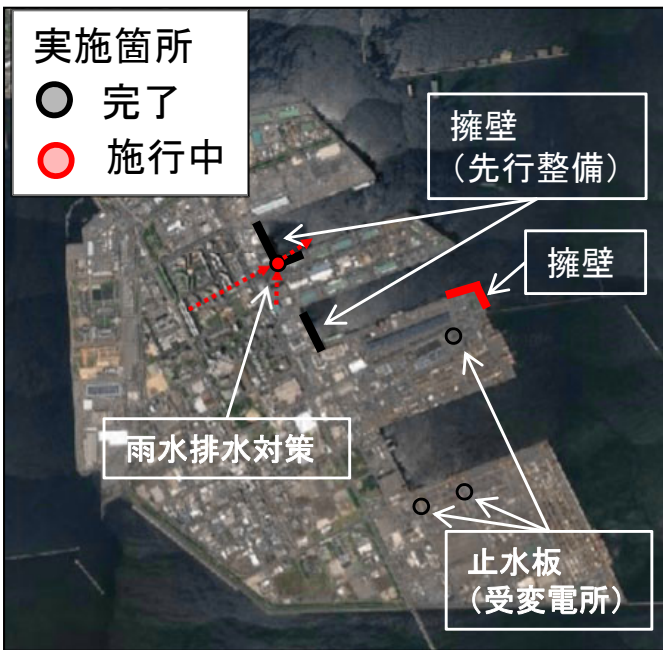 実施箇所
完了
施行中
擁壁
（先行整備）
擁壁
雨水排水対策
止水板
（受変電所）